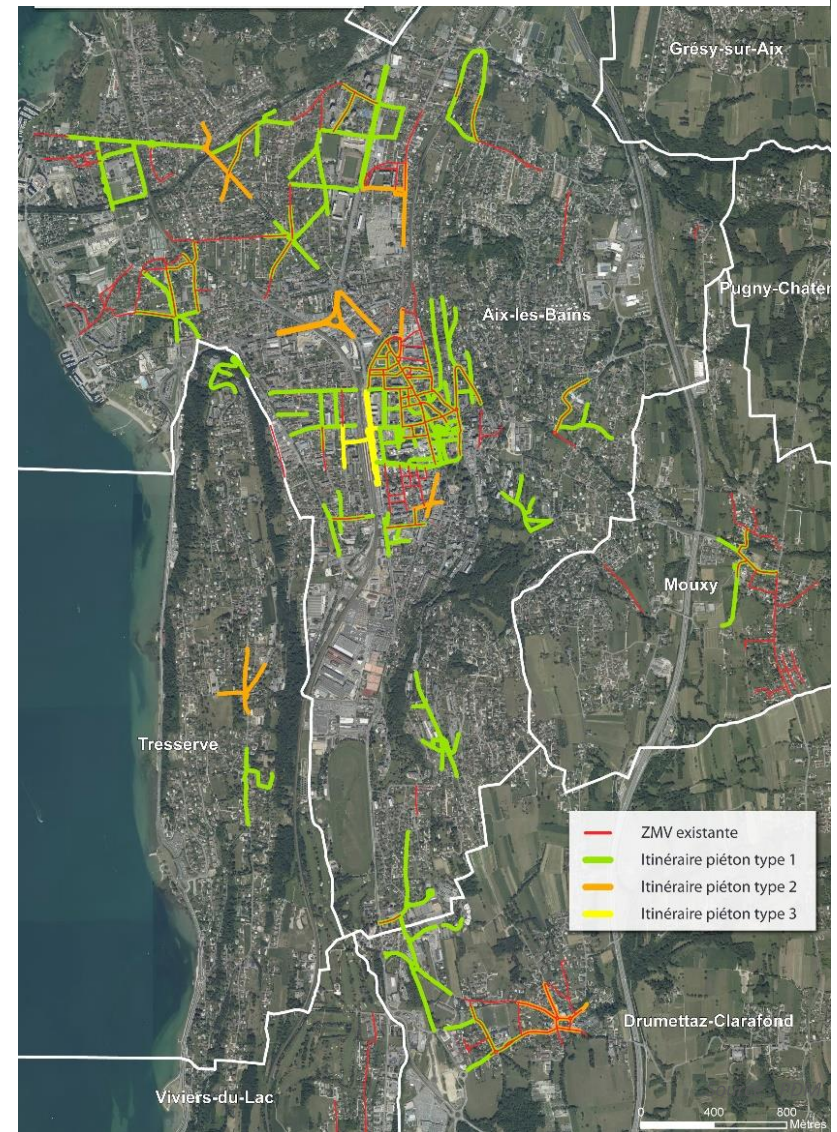 Grésy-sur-Aix
Pugny-Chaten
Aix-les-Bains
Mouxy
Tresserve
ZMV existante
Itinéraire piéton type 1
Itinéraire piéton type 2
Itinéraire piéton type 3
Drumettaz-Clarafond
Viviers-du-Lac
0 400 800
Mètres